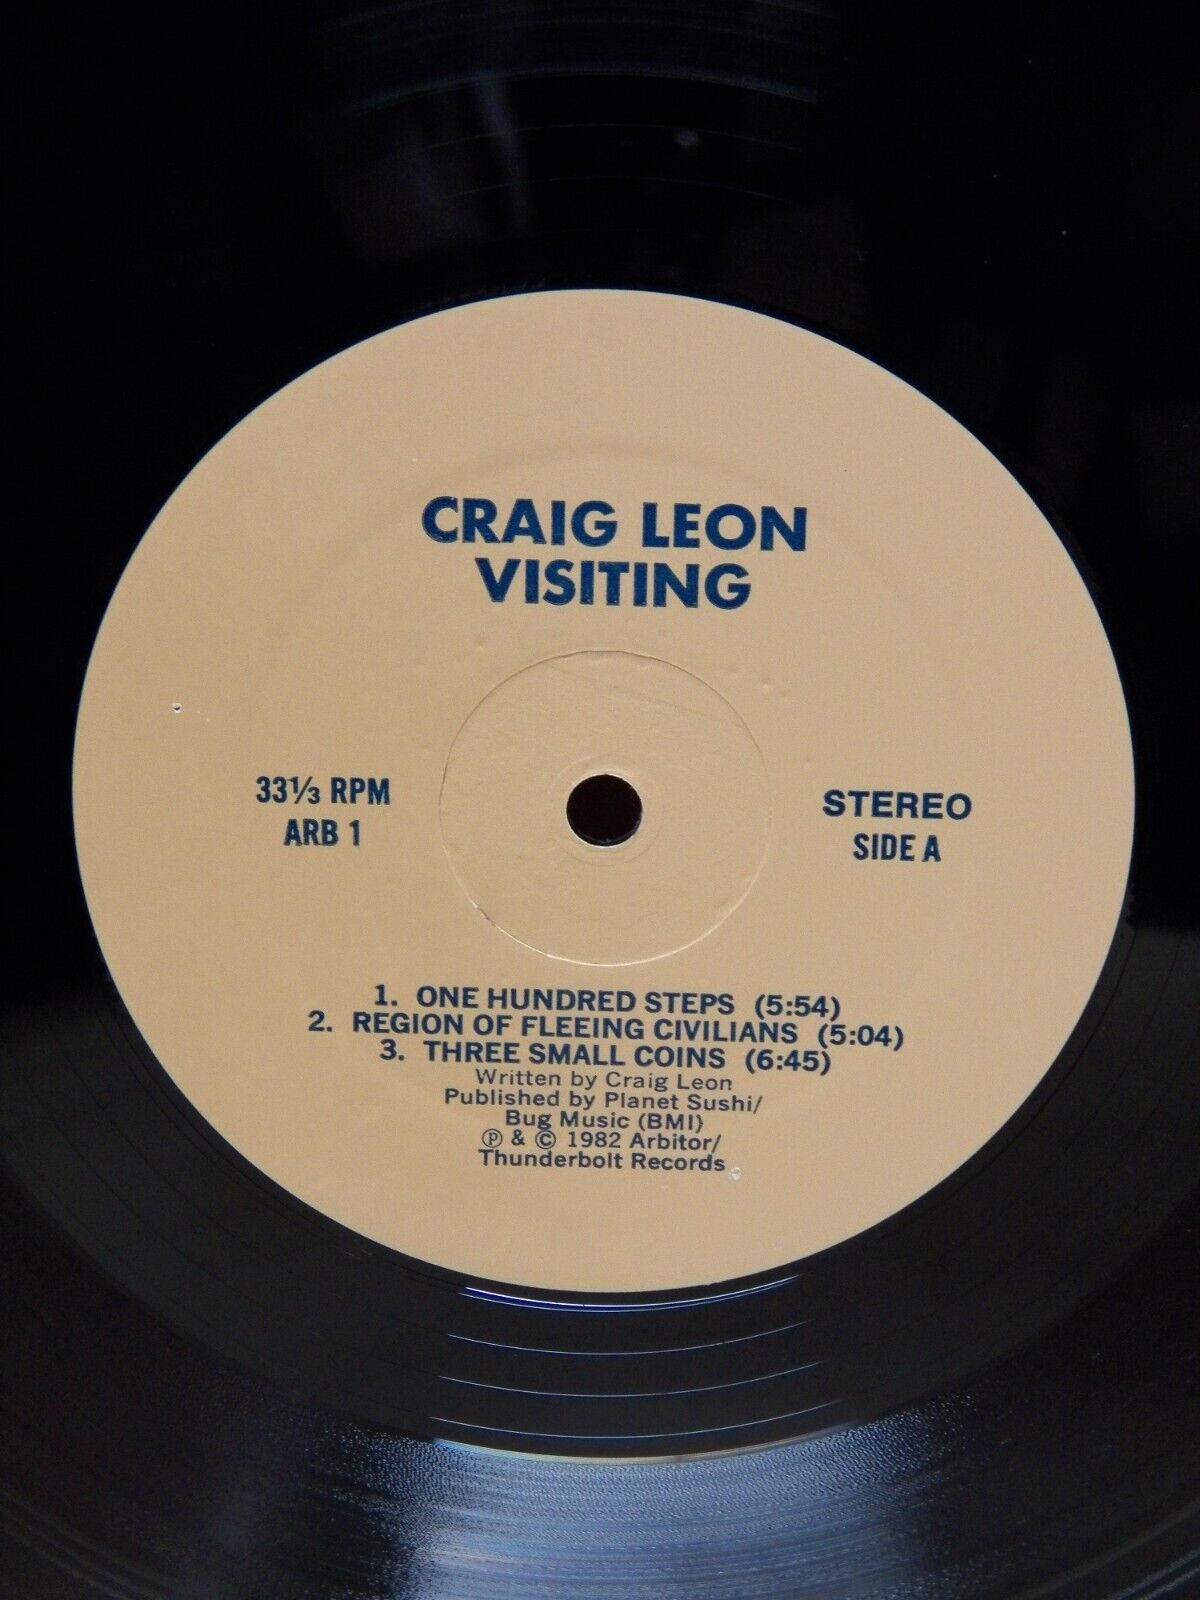 CRAIG LEON
VISITING
33⅓ RPM
ARB 1
STEREO
SIDE A
1. ONE HUNDRED STEPS (5:54)
2. REGION OF FLEEING CIVILIANS (5:04)
3. THREE SMALL COINS (6:45)
Written by Craig Leon
Published by Planet Sushi/
Bug Music (BMI)
℗ & © 1982 Arbitor/
Thunderbolt Records